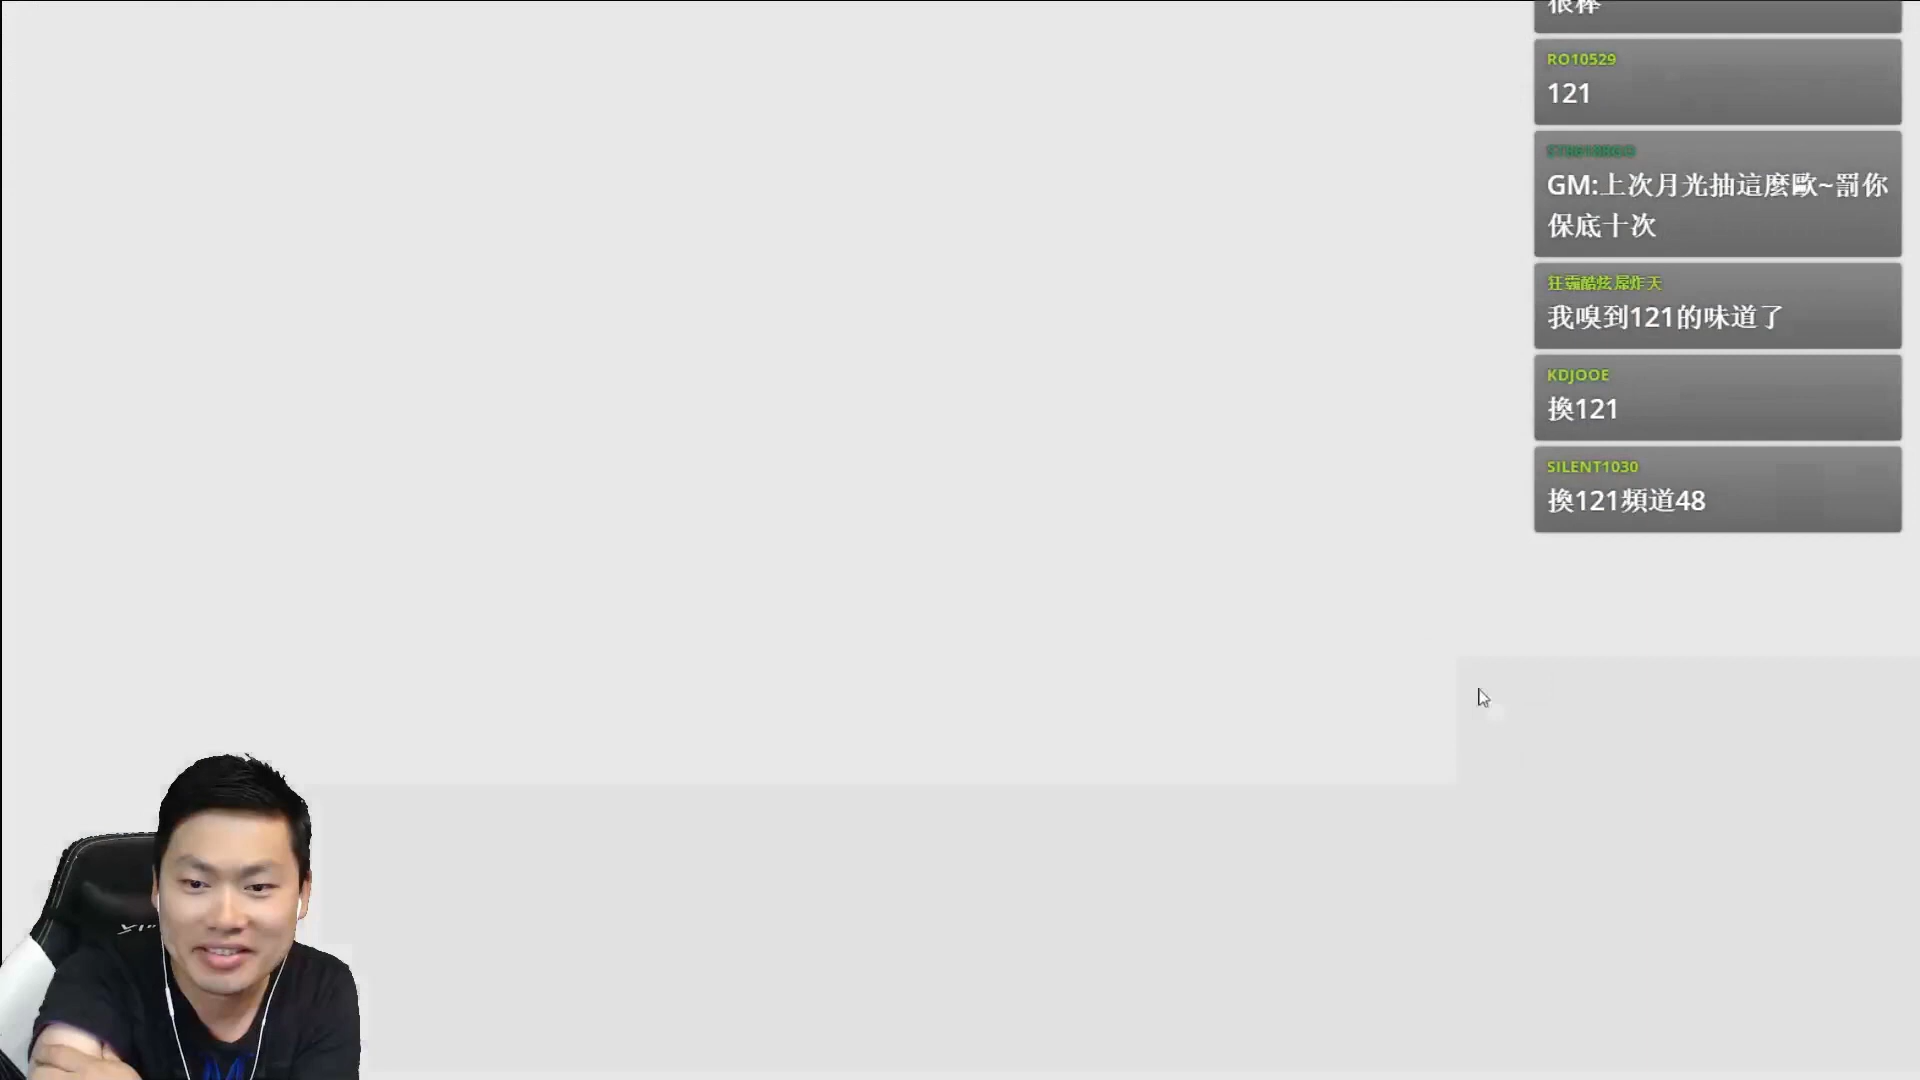 很棒
RO10529
121
GM:上次月光抽這麼歐~罰你
保底十次
狂霸酷炫屌炸天
我嗅到121的味道了
KDJOOE
換121
SILENT1030
換121頻道48